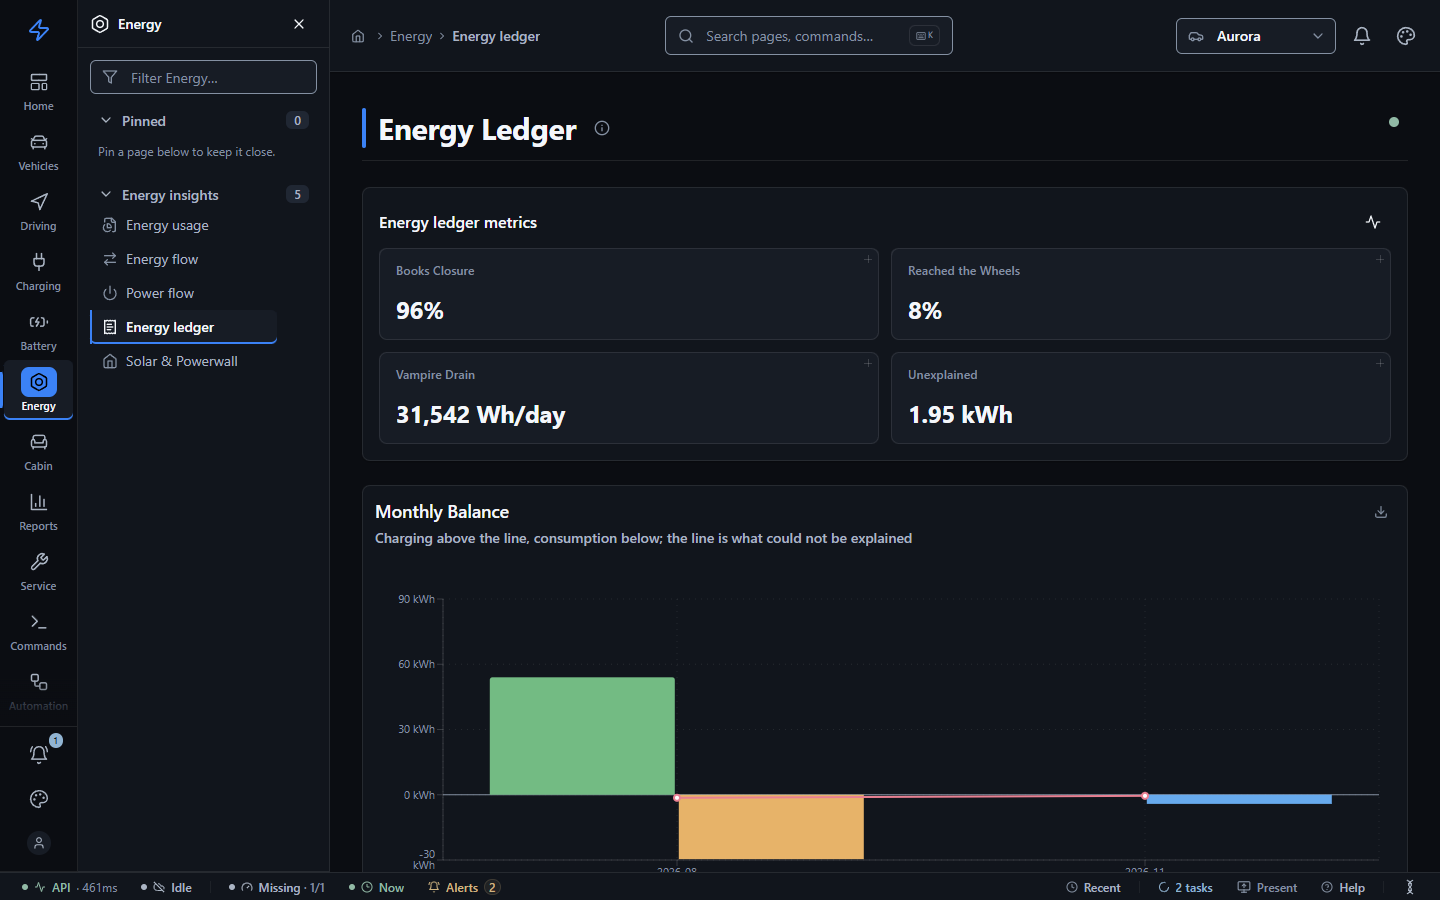 Energy
Home
Vehicles
Driving
Charging
Battery
Energy
Cabin
Reports
Service
Commands
Automation
1
Filter Energy...
Pinned
0
Pin a page below to keep it close.
Energy insights
5
Energy usage
Energy flow
Power flow
Energy ledger
Solar & Powerwall
Energy
Energy ledger
Search pages, commands...
K
Aurora
Energy Ledger
Energy ledger metrics
Books Closure
96%
Reached the Wheels
8%
Vampire Drain
31,542 Wh/day
Unexplained
1.95 kWh
Monthly Balance
Charging above the line, consumption below; the line is what could not be explained
90 kWh
60 kWh
30 kWh
0 kWh
-30
kWh
2026-08
2026-11
API · 461ms
Idle
Missing · 1/1
Now
Alerts 2
Recent
2 tasks
Present
Help